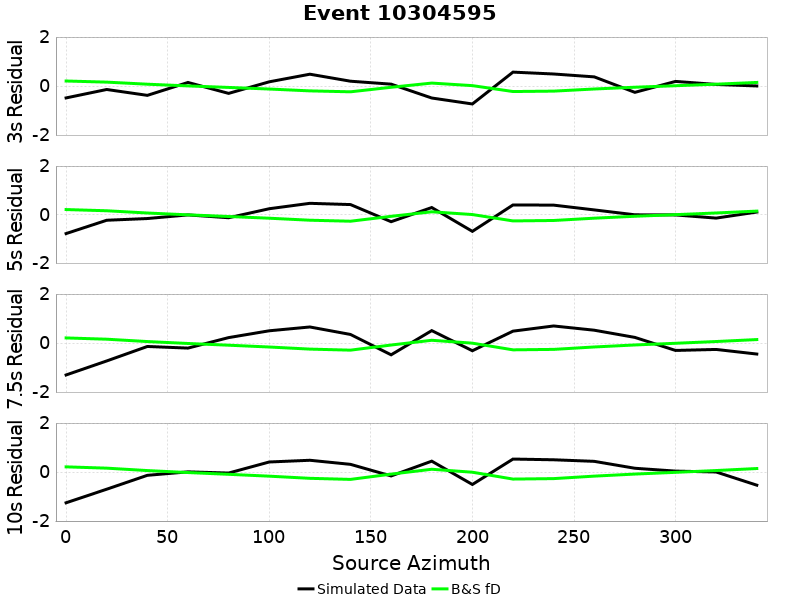 Event 10304595
3s Residual
2
0
-2
5s Residual
2
0
-2
7.5s Residual
2
0
-2
10s Residual
2
0
-2
0 50 100 150 200 250 300
Source Azimuth
Simulated Data B&S fD